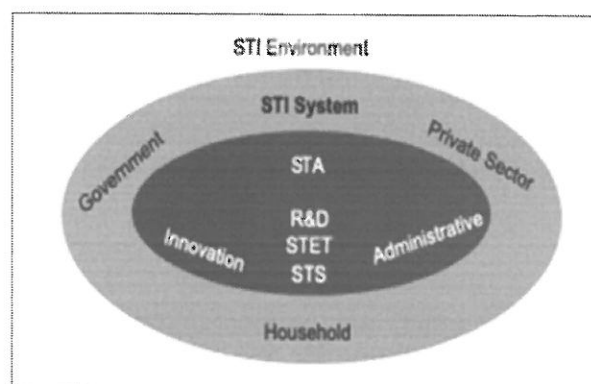 STI Environment
STI System
Government
Private Sector
STA
R&D
Innovation
STET
Administrative
STS
Household